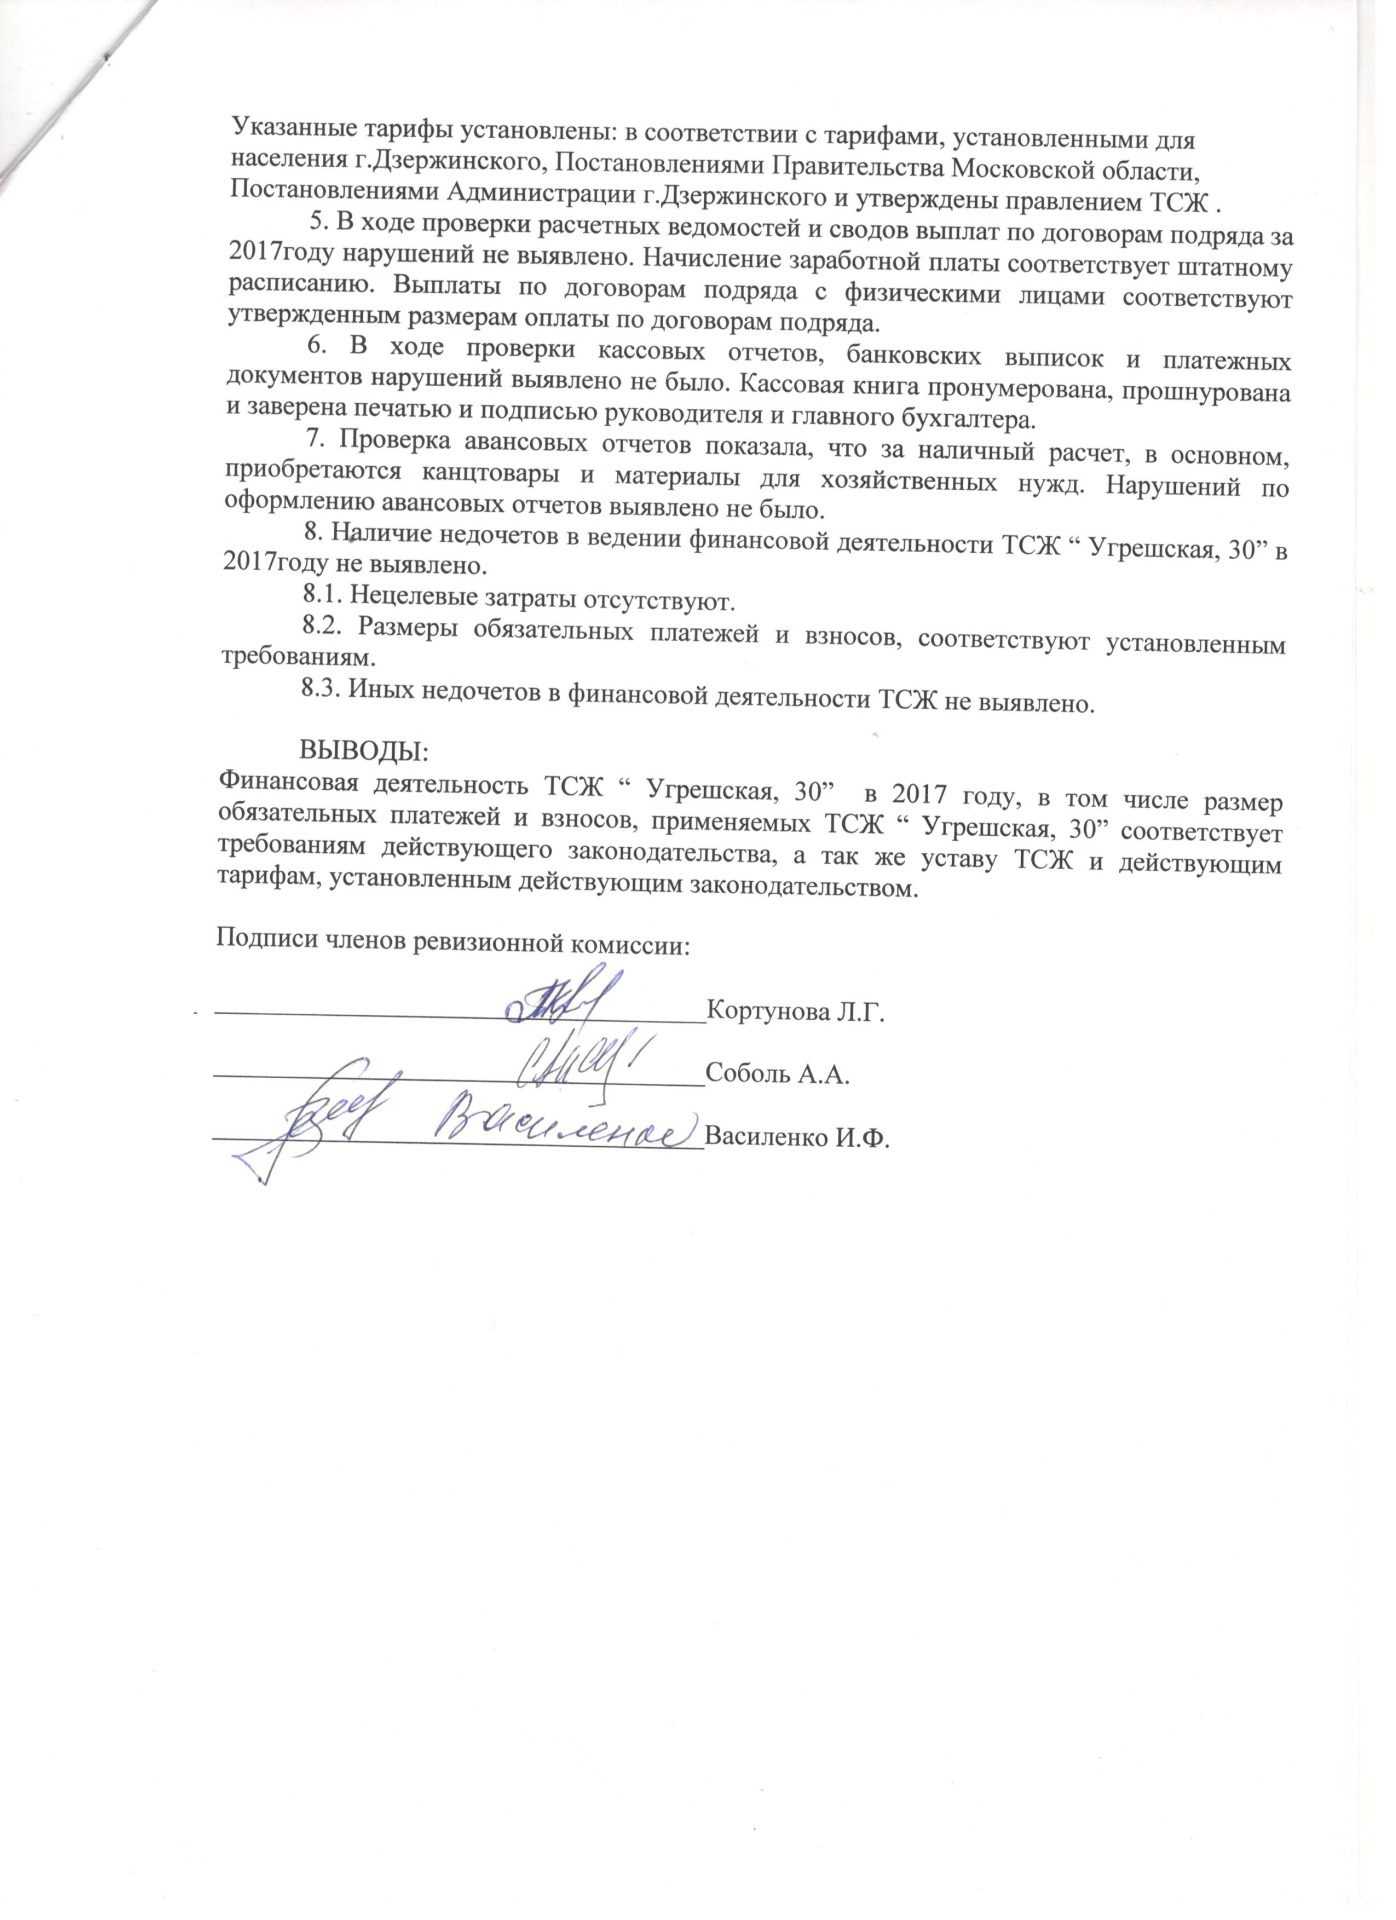 Указанные тарифы установлены: в соответствии с тарифами, установленными для
населения г.Дзержинского, Постановлениями Правительства Московской области,
Постановлениями Администрации г.Дзержинского и утверждены правлением ТСЖ .
5. В ходе проверки расчетных ведомостей и сводов выплат по договорам подряда за
2017году нарушений не выявлено. Начисление заработной платы соответствует штатному
расписанию. Выплаты по договорам подряда с физическими лицами соответствуют
утвержденным размерам оплаты по договорам подряда.
6. В ходе проверки кассовых отчетов, банковских выписок и платежных
документов нарушений выявлено не было. Кассовая книга пронумерована, прошнурована
и заверена печатью и подписью руководителя и главного бухгалтера.
7. Проверка авансовых отчетов показала, что за наличный расчет, в основном,
приобретаются канцтовары и материалы для хозяйственных нужд. Нарушений по
оформлению авансовых отчетов выявлено не было.
8. Наличие недочетов в ведении финансовой деятельности ТСЖ “ Угрешская, 30” в
2017году не выявлено.
8.1. Нецелевые затраты отсутствуют.
8.2. Размеры обязательных платежей и взносов, соответствуют установленным
требованиям.
8.3. Иных недочетов в финансовой деятельности ТСЖ не выявлено.
ВЫВОДЫ:
Финансовая деятельность ТСЖ “ Угрешская, 30” в 2017 году, в том числе размер
обязательных платежей и взносов, применяемых ТСЖ “ Угрешская, 30” соответствует
требованиям действующего законодательства, а так же уставу ТСЖ и действующим
тарифам, установленным действующим законодательством.
Подписи членов ревизионной комиссии:
Кортунова Л.Г.
Соболь А.А.
Василенко Василенко И.Ф.